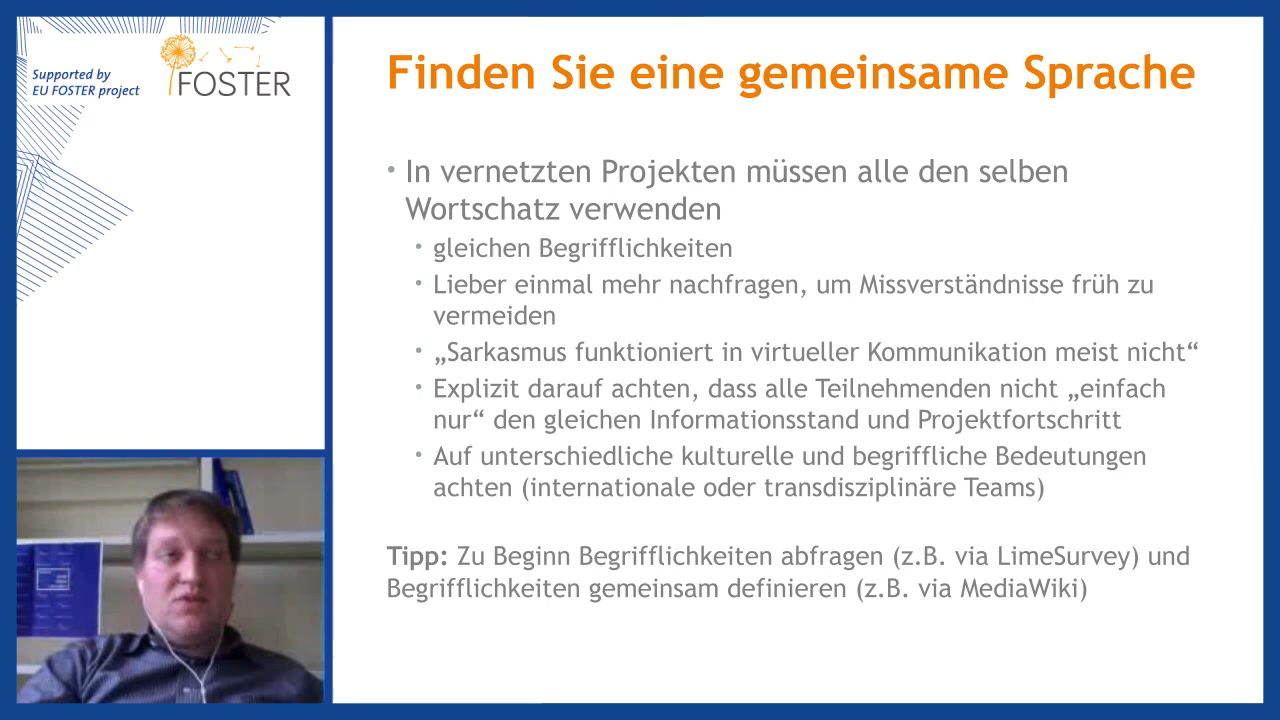 Supported by
EU FOSTER project
FOSTER
Finden Sie eine gemeinsame Sprache
• In vernetzten Projekten müssen alle den selben
Wortschatz verwenden
• gleichen Begrifflichkeiten
• Lieber einmal mehr nachfragen, um Missverständnisse früh zu
vermeiden
• „Sarkasmus funktioniert in virtueller Kommunikation meist nicht“
• Explizit darauf achten, dass alle Teilnehmenden nicht „einfach
nur“ den gleichen Informationsstand und Projektfortschritt
• Auf unterschiedliche kulturelle und begriffliche Bedeutungen
achten (internationale oder transdisziplinäre Teams)
Tipp: Zu Beginn Begrifflichkeiten abfragen (z.B. via LimeSurvey) und
Begrifflichkeiten gemeinsam definieren (z.B. via MediaWiki)